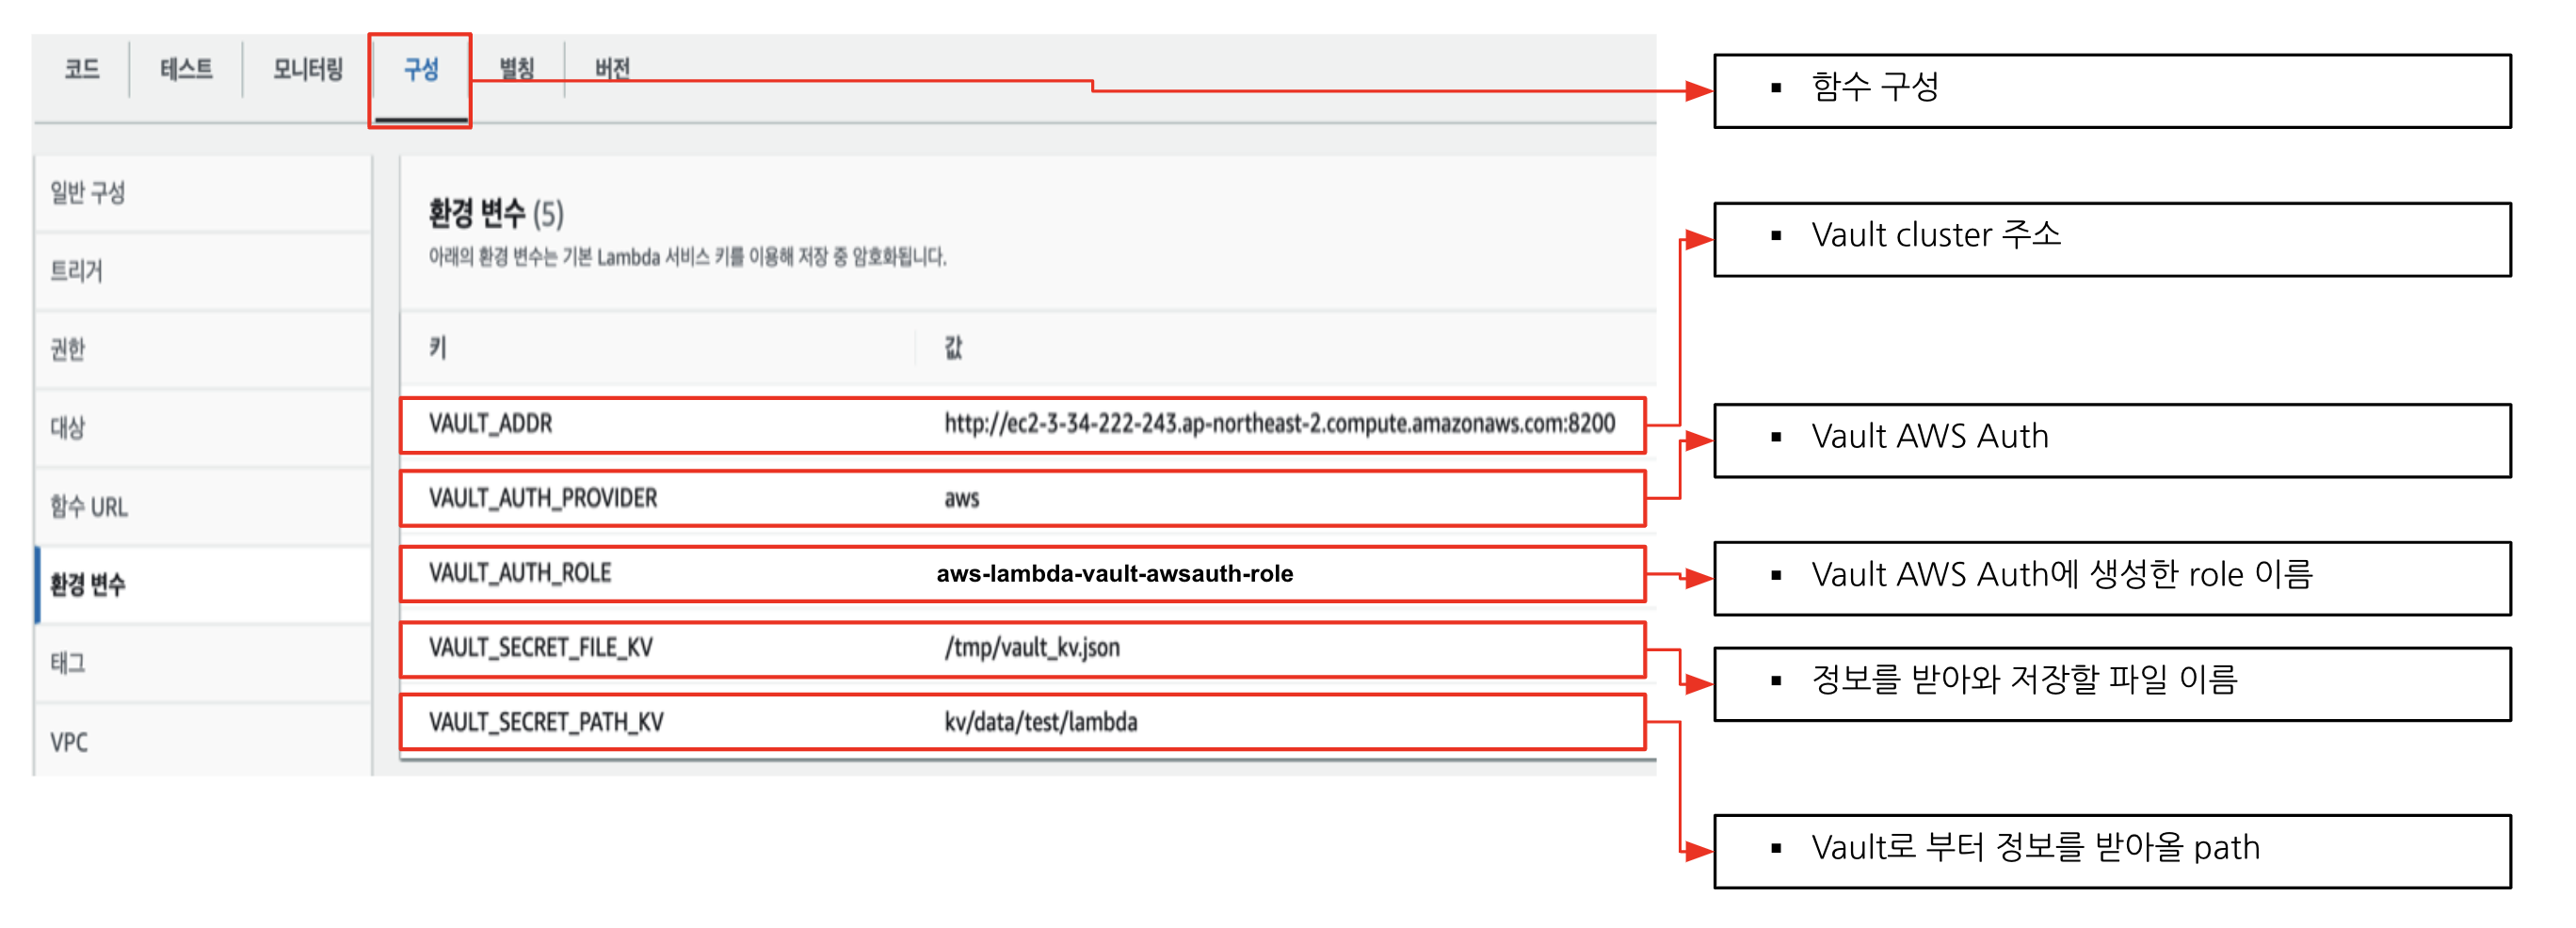 코드 테스트 모니터링 구성 별칭 버전
▪ 함수 구성
일반 구성
트리거
권한
대상
함수 URL
환경 변수
태그
VPC
환경 변수 (5)
아래의 환경 변수는 기본 Lambda 서비스 키를 이용해 저장 중 암호화됩니다.
키 값
VAULT_ADDR http://ec2-3-34-222-243.ap-northeast-2.compute.amazonaws.com:8200
VAULT_AUTH_PROVIDER aws
VAULT_AUTH_ROLE aws-lambda-vault-awsauth-role
VAULT_SECRET_FILE_KV /tmp/vault_kv.json
VAULT_SECRET_PATH_KV kv/data/test/lambda
▪ Vault cluster 주소
▪ Vault AWS Auth
▪ Vault AWS Auth에 생성한 role 이름
▪ 정보를 받아와 저장할 파일 이름
▪ Vault로 부터 정보를 받아올 path